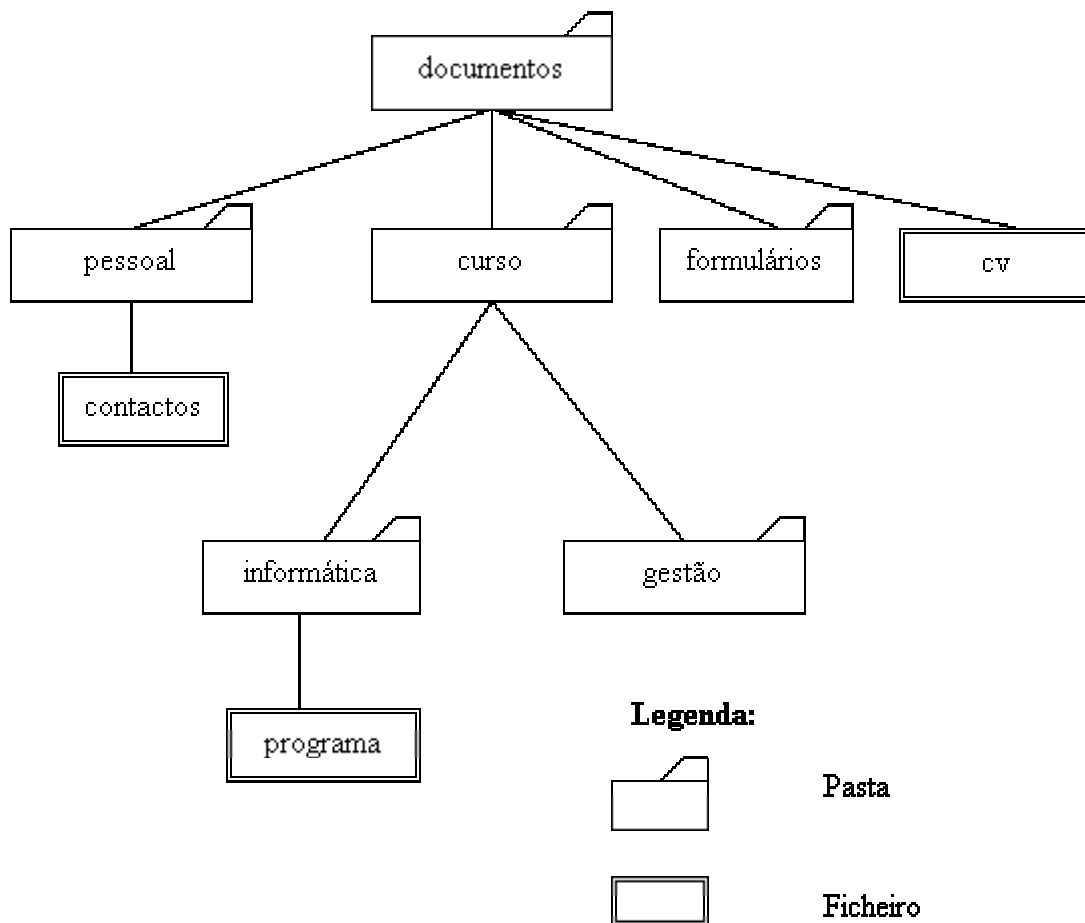 documentos
pessoal
curso
formulários
cv
contactos
informática
gestão
programa
Legenda:
Pasta
Ficheiro